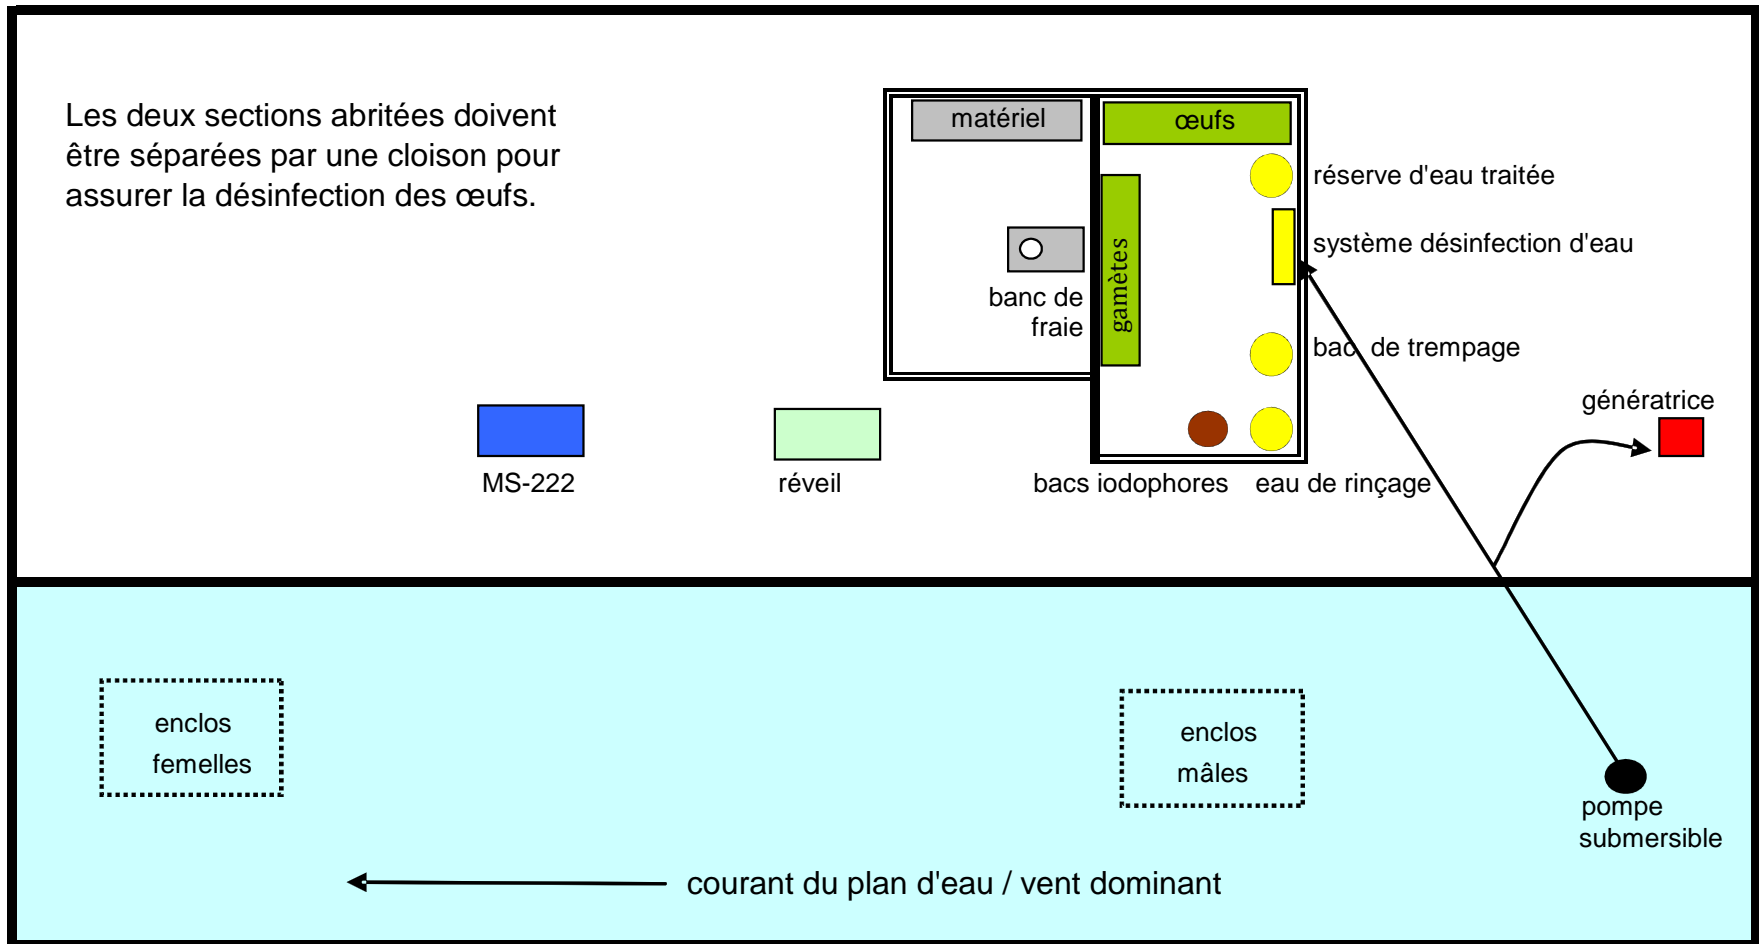 Les deux sections abritées doivent
être séparées par une cloison pour
assurer la désinfection des œufs.
matériel
œufs
réserve d'eau traitée
système désinfection d'eau
gamètes
banc de
fraie
bac de trempage
génératrice
MS-222
réveil
bacs iodophores
eau de rinçage
enclos
femelles
enclos
mâles
pompe
submersible
courant du plan d'eau / vent dominant